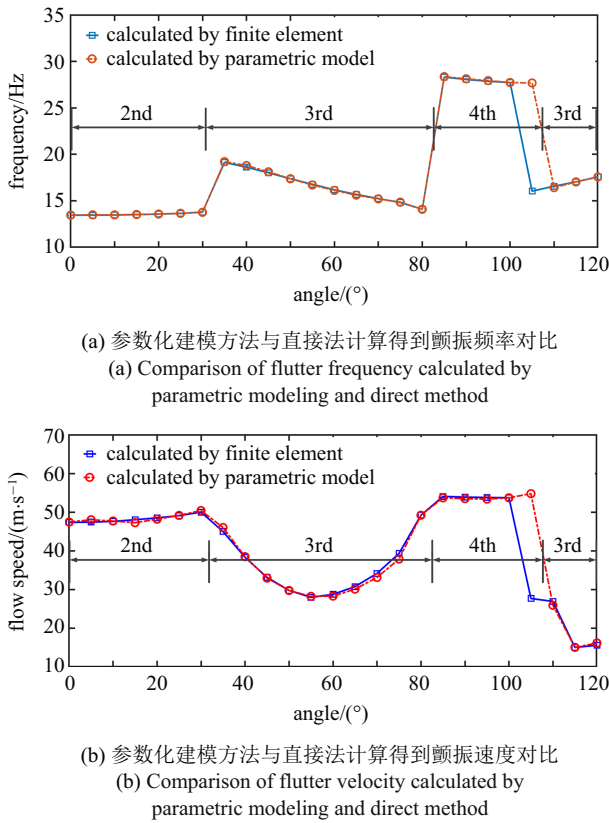 35
30
25
20
15
10
frequency/Hz
calculated by finite element
calculated by parametric model
2nd
3rd
4th
3rd
0
20
40
60
80
100
120
angle/(°)
(a) 参数化建模方法与直接法计算得到颤振频率对比
(a) Comparison of flutter frequency calculated by
parametric modeling and direct method
70
60
50
40
30
20
10
flow speed/(m·s⁻¹)
calculated by finite element
calculated by parametric model
2nd
3rd
4th
3rd
0
20
40
60
80
100
120
angle/(°)
(b) 参数化建模方法与直接法计算得到颤振速度对比
(b) Comparison of flutter velocity calculated by
parametric modeling and direct method